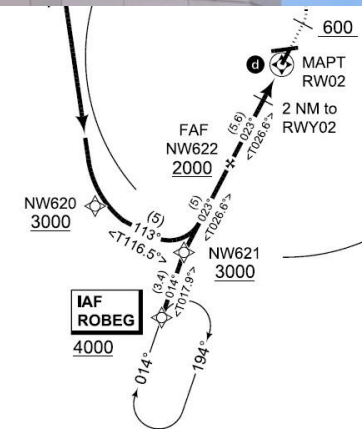 600
d
MAPT
RW02
2 NM to
RWY02
FAF
NW622
2000
(5.6)
023°
<T026.6°>
NW620
3000
(5)
113°
<T116.5°>
(5)
023°
<T026.6°>
NW621
3000
(3.4)
014°
<T017.9°>
IAF
ROBEG
4000
014°
194°